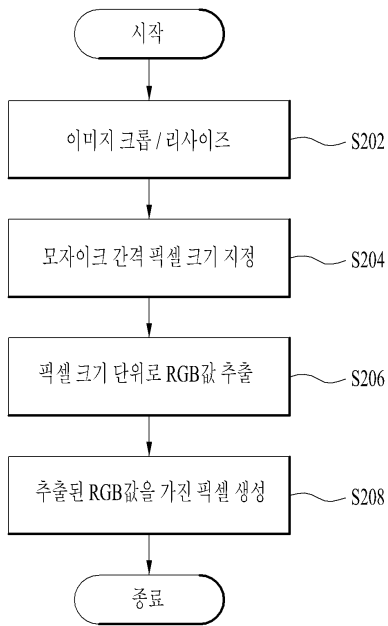 시작
이미지 크롭 / 리사이즈
S202
모자이크 간격 픽셀 크기 지정
S204
픽셀 크기 단위로 RGB값 추출
S206
추출된 RGB값을 가진 픽셀 생성
S208
종료